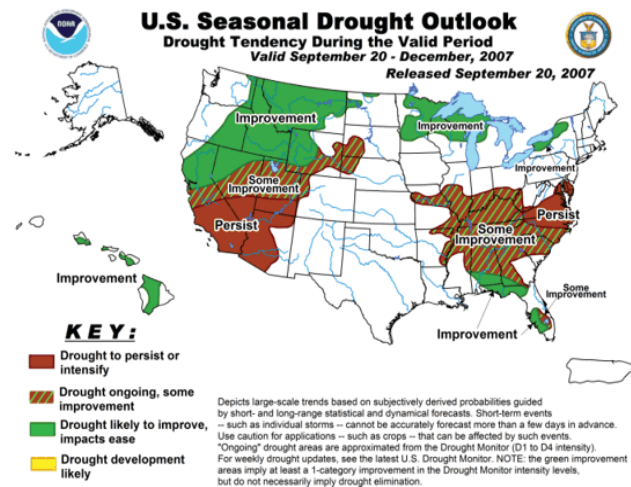 NOAA
U.S. Seasonal Drought Outlook
Drought Tendency During the Valid Period
Valid September 20 - December, 2007
Released September 20, 2007
Improvement
Improvement
Improvement
Some
Improvement
Persist
Persist
Some
Improvement
Improvement
Some
Improvement
Improvement
KEY:
Drought to persist or
intensify
Drought ongoing, some
improvement
Drought likely to improve,
impacts ease
Drought development
likely
Depicts large-scale trends based on subjectively derived probabilities guided
by short- and long-range statistical and dynamical forecasts. Short-term events
-- such as individual storms -- cannot be accurately forecast more than a few days in advance.
Use caution for applications -- such as crops -- that can be affected by such events.
"Ongoing" drought areas are approximated from the Drought Monitor (D1 to D4 intensity).
For weekly drought updates, see the latest U.S. Drought Monitor. NOTE: the green improvement
areas imply at least a 1-category improvement in the Drought Monitor intensity levels,
but do not necessarily imply drought elimination.